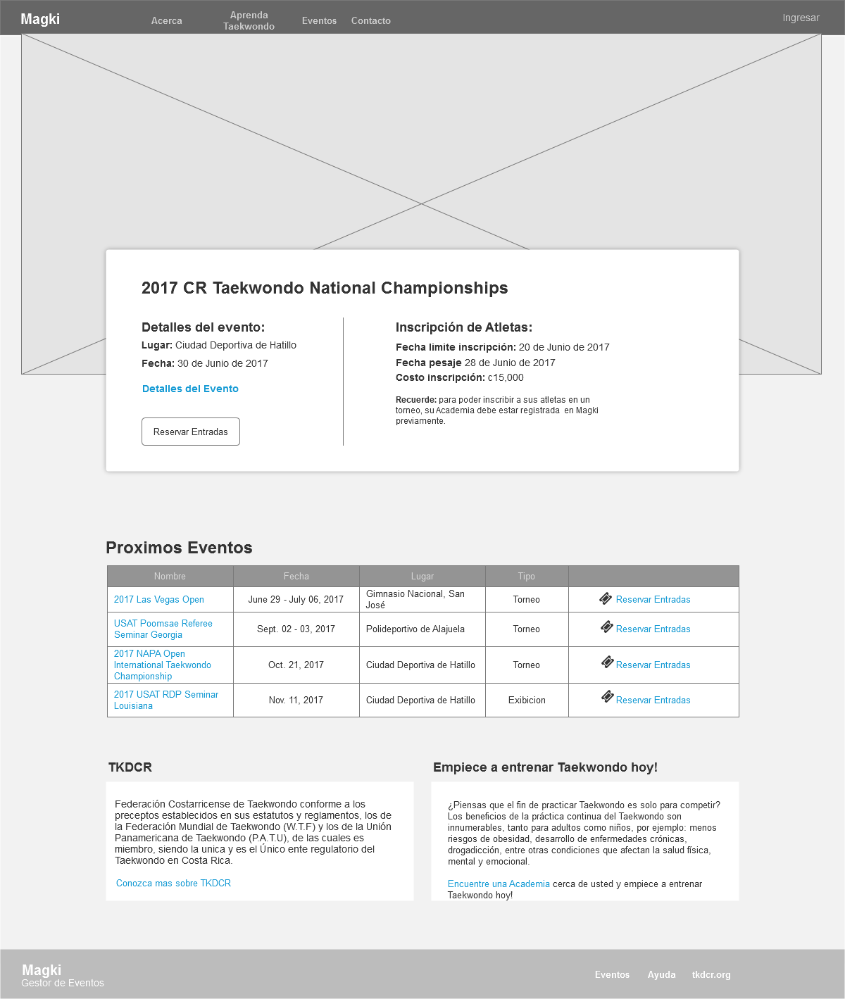 Magki
Acerca
Aprenda
Taekwondo
Eventos
Contacto
Ingresar
2017 CR Taekwondo National Championships
Detalles del evento:
Lugar: Ciudad Deportiva de Hatillo
Fecha: 30 de Junio de 2017
Detalles del Evento
Reservar Entradas
Inscripción de Atletas:
Fecha limite inscripción: 20 de Junio de 2017
Fecha pesaje 28 de Junio de 2017
Costo inscripción: ¢15,000
Recuerde: para poder inscribir a sus atletas en un
torneo, su Academia debe estar registrada  en Magki
previamente.
Proximos Eventos
Nombre
Fecha
Lugar
Tipo
2017 Las Vegas Open
June 29 - July 06, 2017
Gimnasio Nacional, San
José
Torneo
Reservar Entradas
USAT Poomsae Referee
Seminar Georgia
Sept. 02 - 03, 2017
Polideportivo de Alajuela
Torneo
Reservar Entradas
2017 NAPA Open
International Taekwondo
Championship
Oct. 21, 2017
Ciudad Deportiva de Hatillo
Torneo
Reservar Entradas
2017 USAT RDP Seminar
Louisiana
Nov. 11, 2017
Ciudad Deportiva de Hatillo
Exibicion
Reservar Entradas
TKDCR
Federación Costarricense de Taekwondo conforme a los
preceptos establecidos en sus estatutos y reglamentos, los de
la Federación Mundial de Taekwondo (W.T.F) y los de la Unión
Panamericana de Taekwondo (P.A.T.U), de las cuales es
miembro, siendo la unica y es el Único ente regulatorio del
Taekwondo en Costa Rica.
Conozca mas sobre TKDCR
Empiece a entrenar Taekwondo hoy!
¿Piensas que el fin de practicar Taekwondo es solo para competir?
Los beneficios de la práctica continua del Taekwondo son
innumerables, tanto para adultos como niños, por ejemplo: menos
riesgos de obesidad, desarrollo de enfermedades crónicas,
drogadicción, entre otras condiciones que afectan la salud física,
mental y emocional.
Encuentre una Academia cerca de usted y empiece a entrenar
Taekwondo hoy!
Magki
Gestor de Eventos
Eventos
Ayuda
tkdcr.org